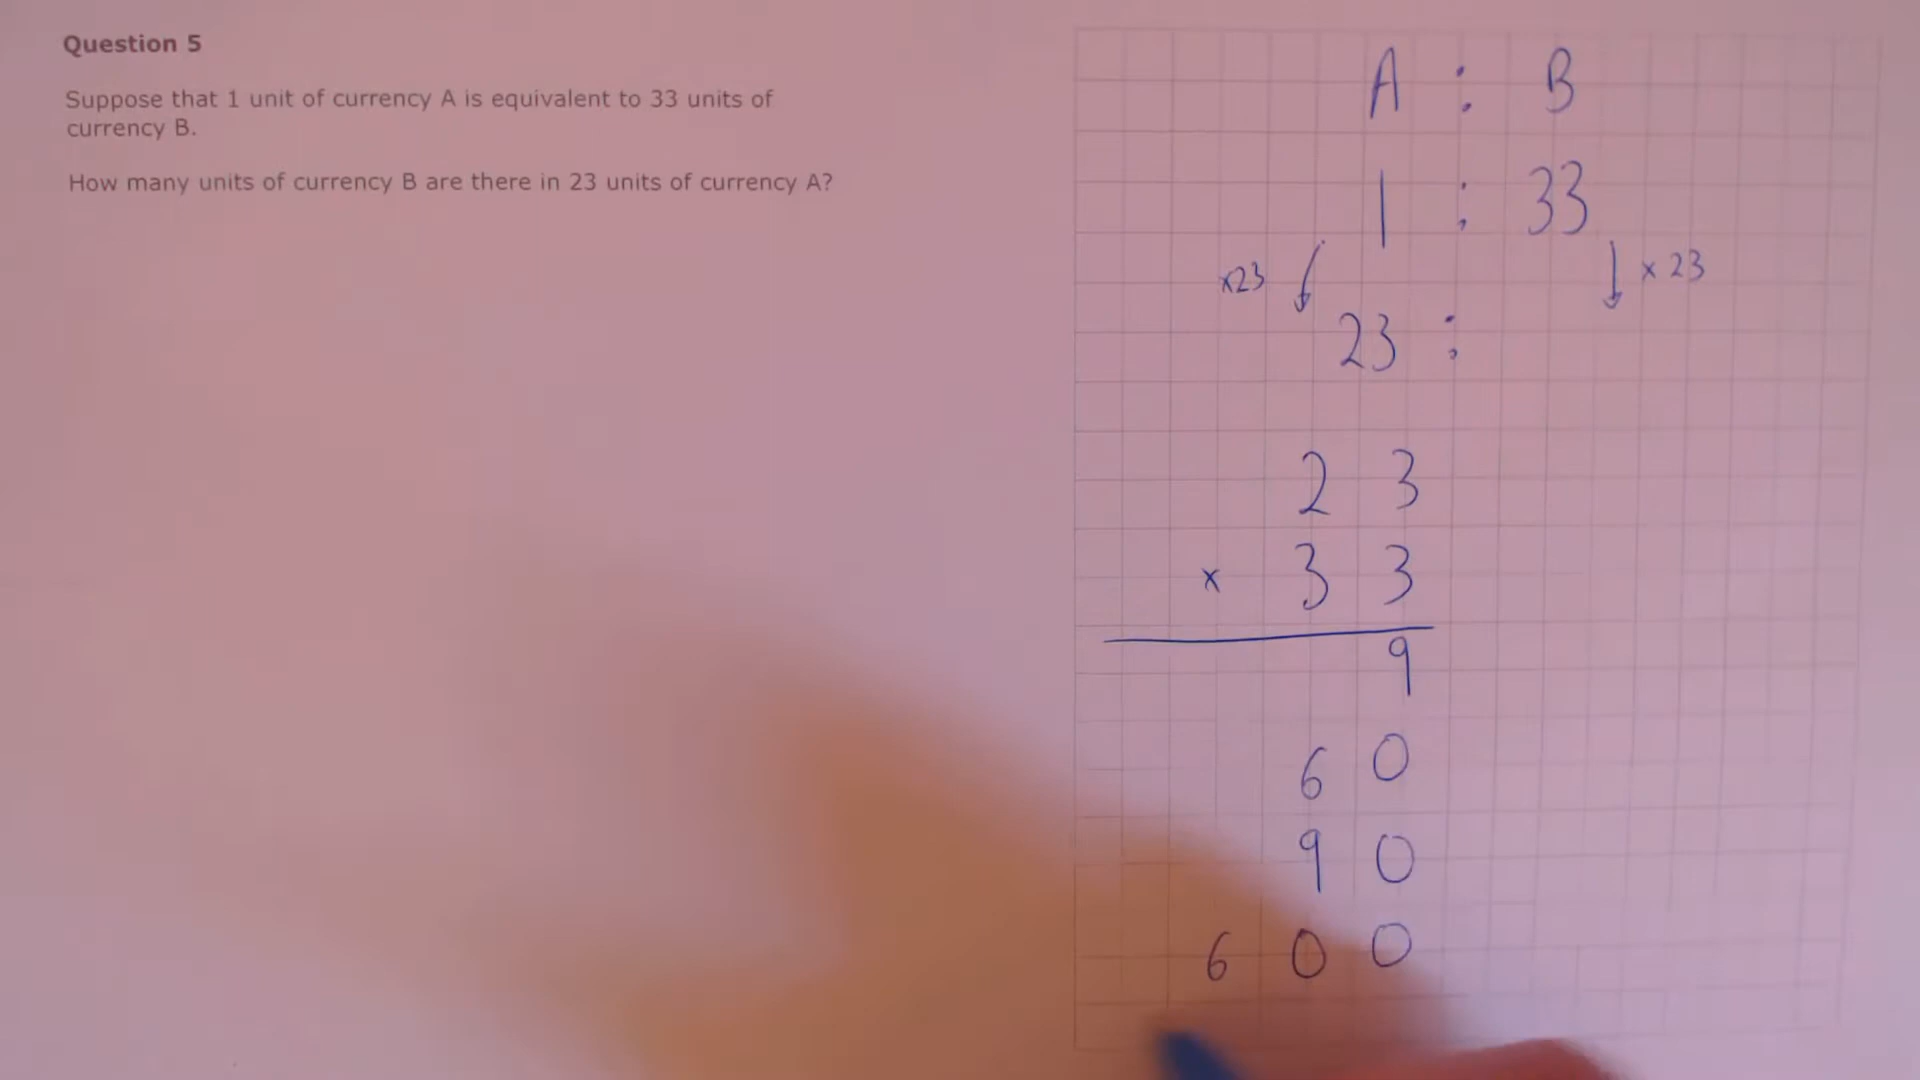 Question 5
Suppose that 1 unit of currency A is equivalent to 33 units of
currency B.
How many units of currency B are there in 23 units of currency A?
A : B
1 : 33
x23
x 23
23 :
2 3
x 3 3
9
6 0
9 0
6 0 0